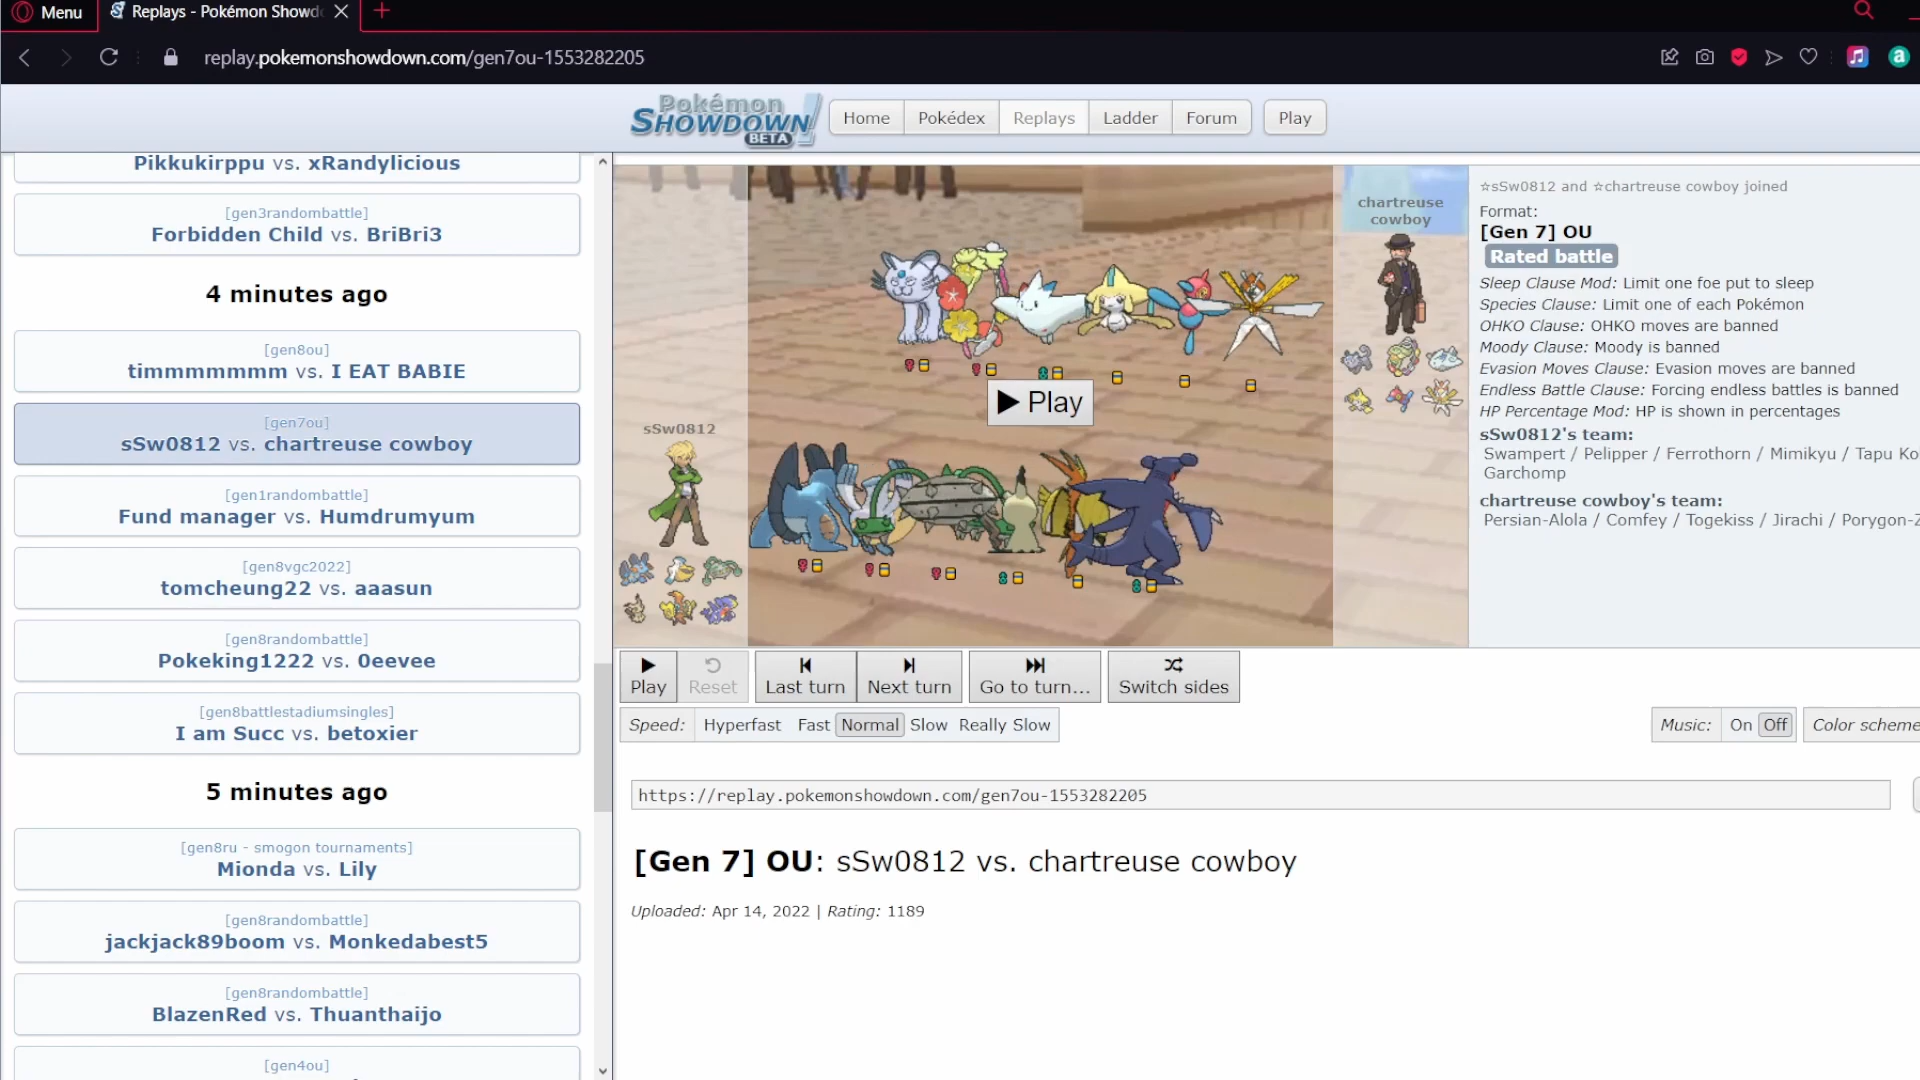 Menu
Replays - Pokémon Showd
replay.pokemonshowdown.com/gen7ou-1553282205
Pokémon
SHOWDOWN!
BETA
Home
Pokédex
Replays
Ladder
Forum
Play
Pikkukirppu vs. xRandylicious
[gen3randombattle]
Forbidden Child vs. BriBri3
4 minutes ago
[gen8ou]
timmmmmmm vs. I EAT BABIE
[gen7ou]
sSw0812 vs. chartreuse cowboy
[gen1randombattle]
Fund manager vs. Humdrumyum
[gen8vgc2022]
tomcheung22 vs. aaasun
[gen8randombattle]
Pokeking1222 vs. 0eevee
[gen8battlestadiumsingles]
I am Succ vs. betoxier
5 minutes ago
[gen8ru - smogon tournaments]
Mionda vs. Lily
[gen8randombattle]
jackjack89boom vs. Monkedabest5
[gen8randombattle]
BlazenRed vs. Thuanthaijo
[gen4ou]
chartreuse
cowboy
sSw0812
Play
☆sSw0812 and ☆chartreuse cowboy joined
Format:
[Gen 7] OU
Rated battle
Sleep Clause Mod: Limit one foe put to sleep
Species Clause: Limit one of each Pokémon
OHKO Clause: OHKO moves are banned
Moody Clause: Moody is banned
Evasion Moves Clause: Evasion moves are banned
Endless Battle Clause: Forcing endless battles is banned
HP Percentage Mod: HP is shown in percentages
sSw0812's team:
Swampert / Pelipper / Ferrothorn / Mimikyu / Tapu Ko
Garchomp
chartreuse cowboy's team:
Persian-Alola / Comfey / Togekiss / Jirachi / Porygon-Z
Play
Reset
Last turn
Next turn
Go to turn...
Switch sides
Speed: Hyperfast Fast Normal Slow Really Slow
Music: On Off
Color scheme
https://replay.pokemonshowdown.com/gen7ou-1553282205
[Gen 7] OU: sSw0812 vs. chartreuse cowboy
Uploaded: Apr 14, 2022 | Rating: 1189